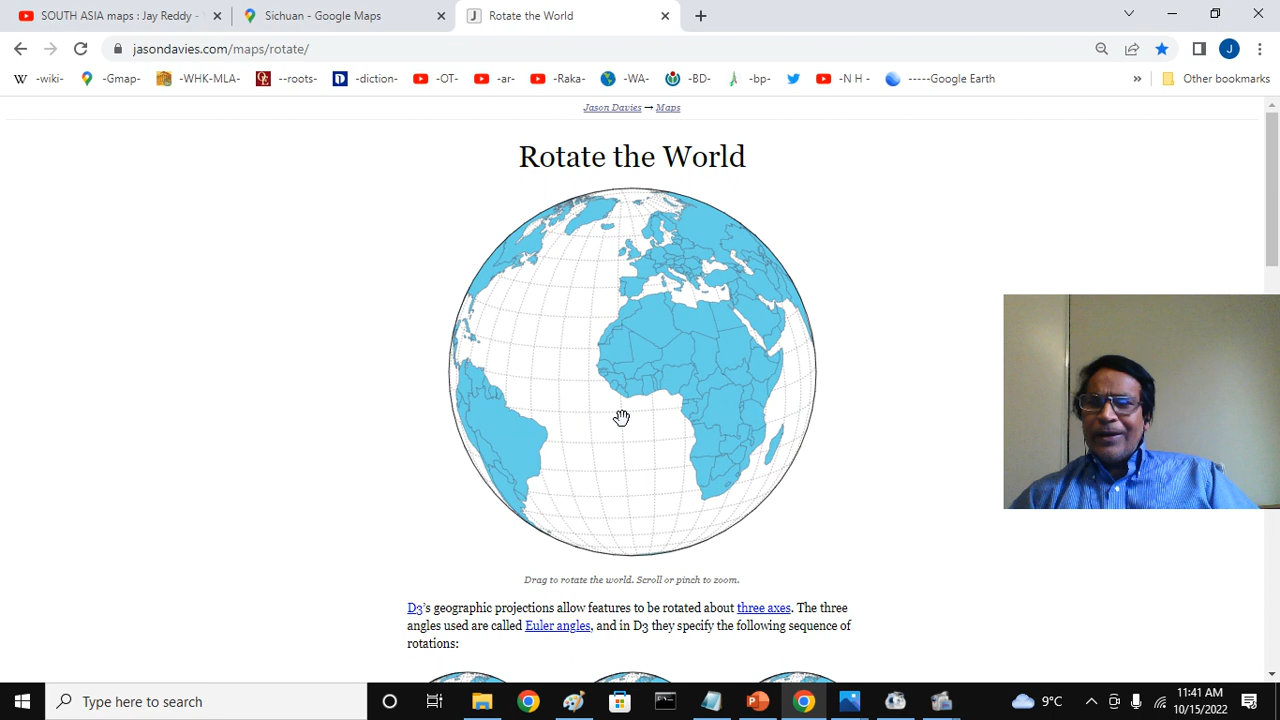 SOUTH ASIA maps : Jay Reddy -
Sichuan - Google Maps
Rotate the World
jasondavies.com/maps/rotate/
-wiki-
-Gmap-
-WHK-MLA-
--roots-
-diction-
-OT-
-ar-
-Raka-
-WA-
-BD-
-bp-
-N H -
-----Google Earth
»
Other bookmarks
Jason Davies → Maps
Rotate the World
Drag to rotate the world. Scroll or pinch to zoom.
D3's geographic projections allow features to be rotated about three axes. The three
angles used are called Euler angles, and in D3 they specify the following sequence of
rotations:
Type here to search
9°C
11:41 AM
10/15/2022